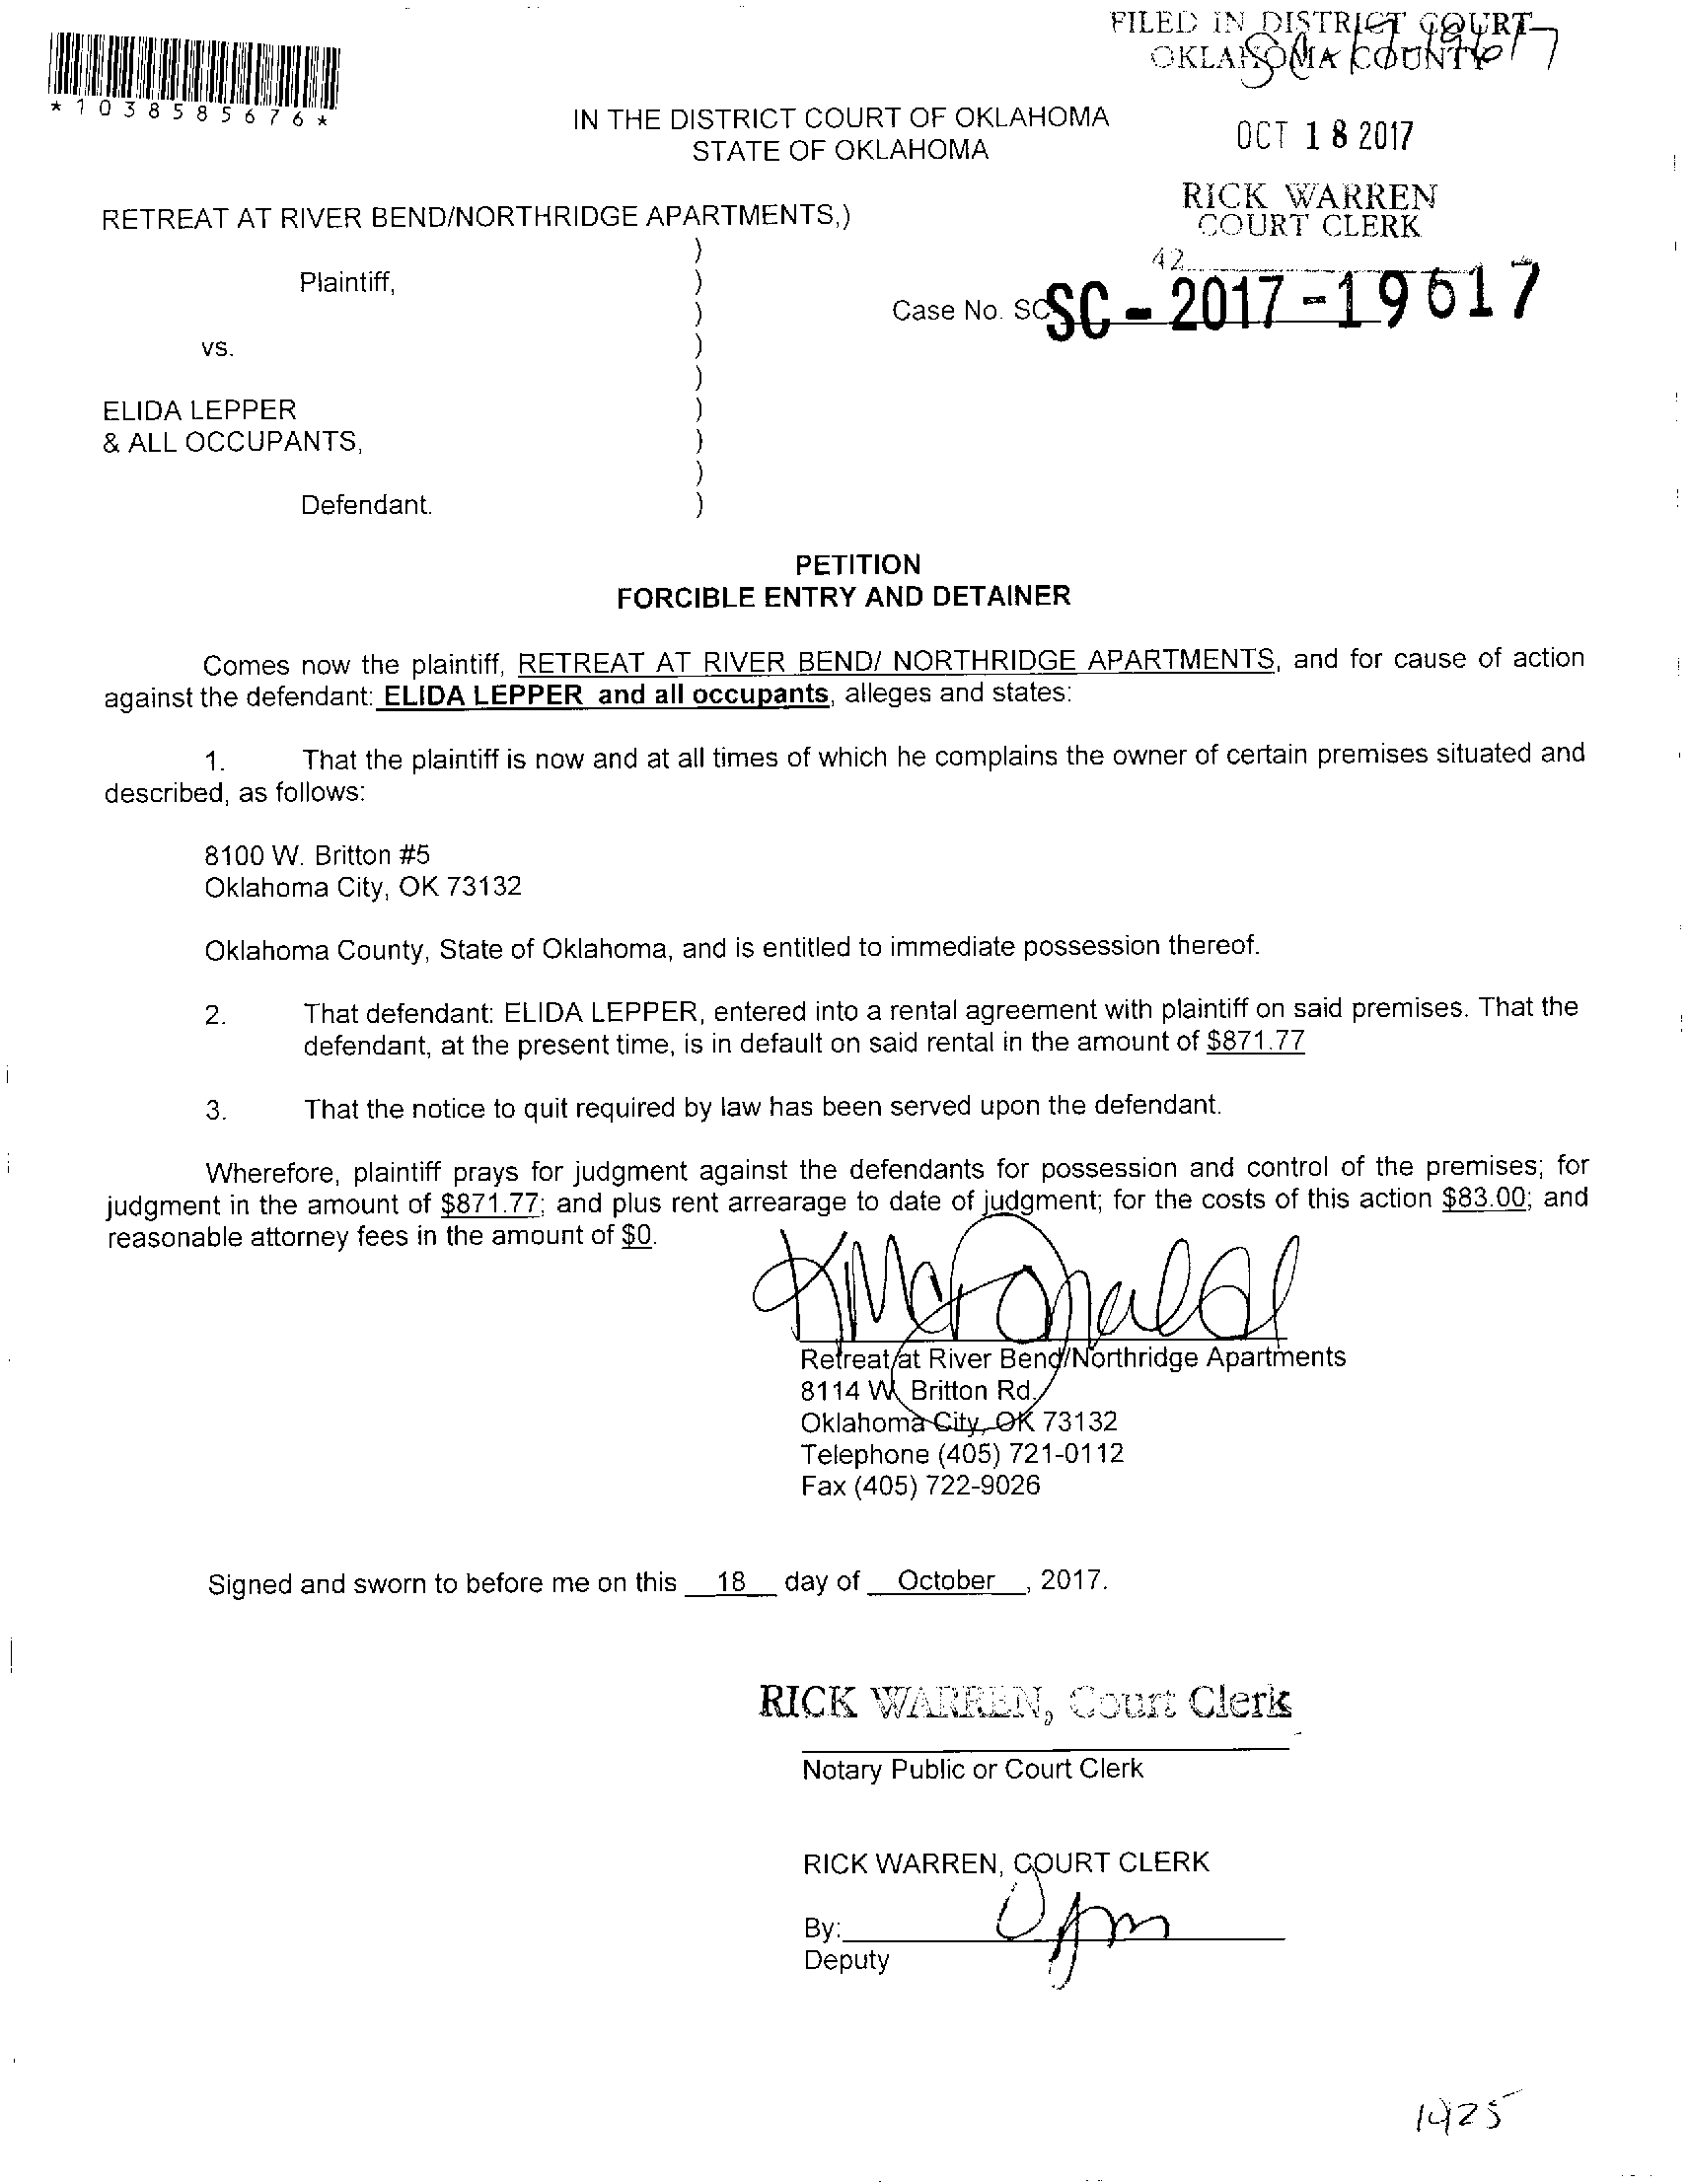 FILED IN DISTRICT COURT
OKLAHOMA COUNTY
SC-17-19617
*1038585676*
IN THE DISTRICT COURT OF OKLAHOMA
STATE OF OKLAHOMA
OCT 18 2017
RICK WARREN
COURT CLERK
42
RETREAT AT RIVER BEND/NORTHRIDGE APARTMENTS,)
)
Plaintiff, )
)
Case No. SC SC - 2017 - 19617
vs. )
)
ELIDA LEPPER )
& ALL OCCUPANTS, )
)
Defendant. )
PETITION
FORCIBLE ENTRY AND DETAINER
Comes now the plaintiff, RETREAT AT RIVER BEND/ NORTHRIDGE APARTMENTS, and for cause of action
against the defendant: ELIDA LEPPER and all occupants, alleges and states:
1. That the plaintiff is now and at all times of which he complains the owner of certain premises situated and
described, as follows:
8100 W. Britton #5
Oklahoma City, OK 73132
Oklahoma County, State of Oklahoma, and is entitled to immediate possession thereof.
2. That defendant: ELIDA LEPPER, entered into a rental agreement with plaintiff on said premises. That the
defendant, at the present time, is in default on said rental in the amount of $871.77
3. That the notice to quit required by law has been served upon the defendant.
Wherefore, plaintiff prays for judgment against the defendants for possession and control of the premises; for
judgment in the amount of $871.77; and plus rent arrearage to date of judgment; for the costs of this action $83.00; and
reasonable attorney fees in the amount of $0.
KMcDonald
Retreat at River Bend/Northridge Apartments
8114 W. Britton Rd.
Oklahoma City, OK 73132
Telephone (405) 721-0112
Fax (405) 722-9026
Signed and sworn to before me on this 18 day of October, 2017.
RICK WARREN, Court Clerk
Notary Public or Court Clerk
RICK WARREN, COURT CLERK
By:
Deputy
1425